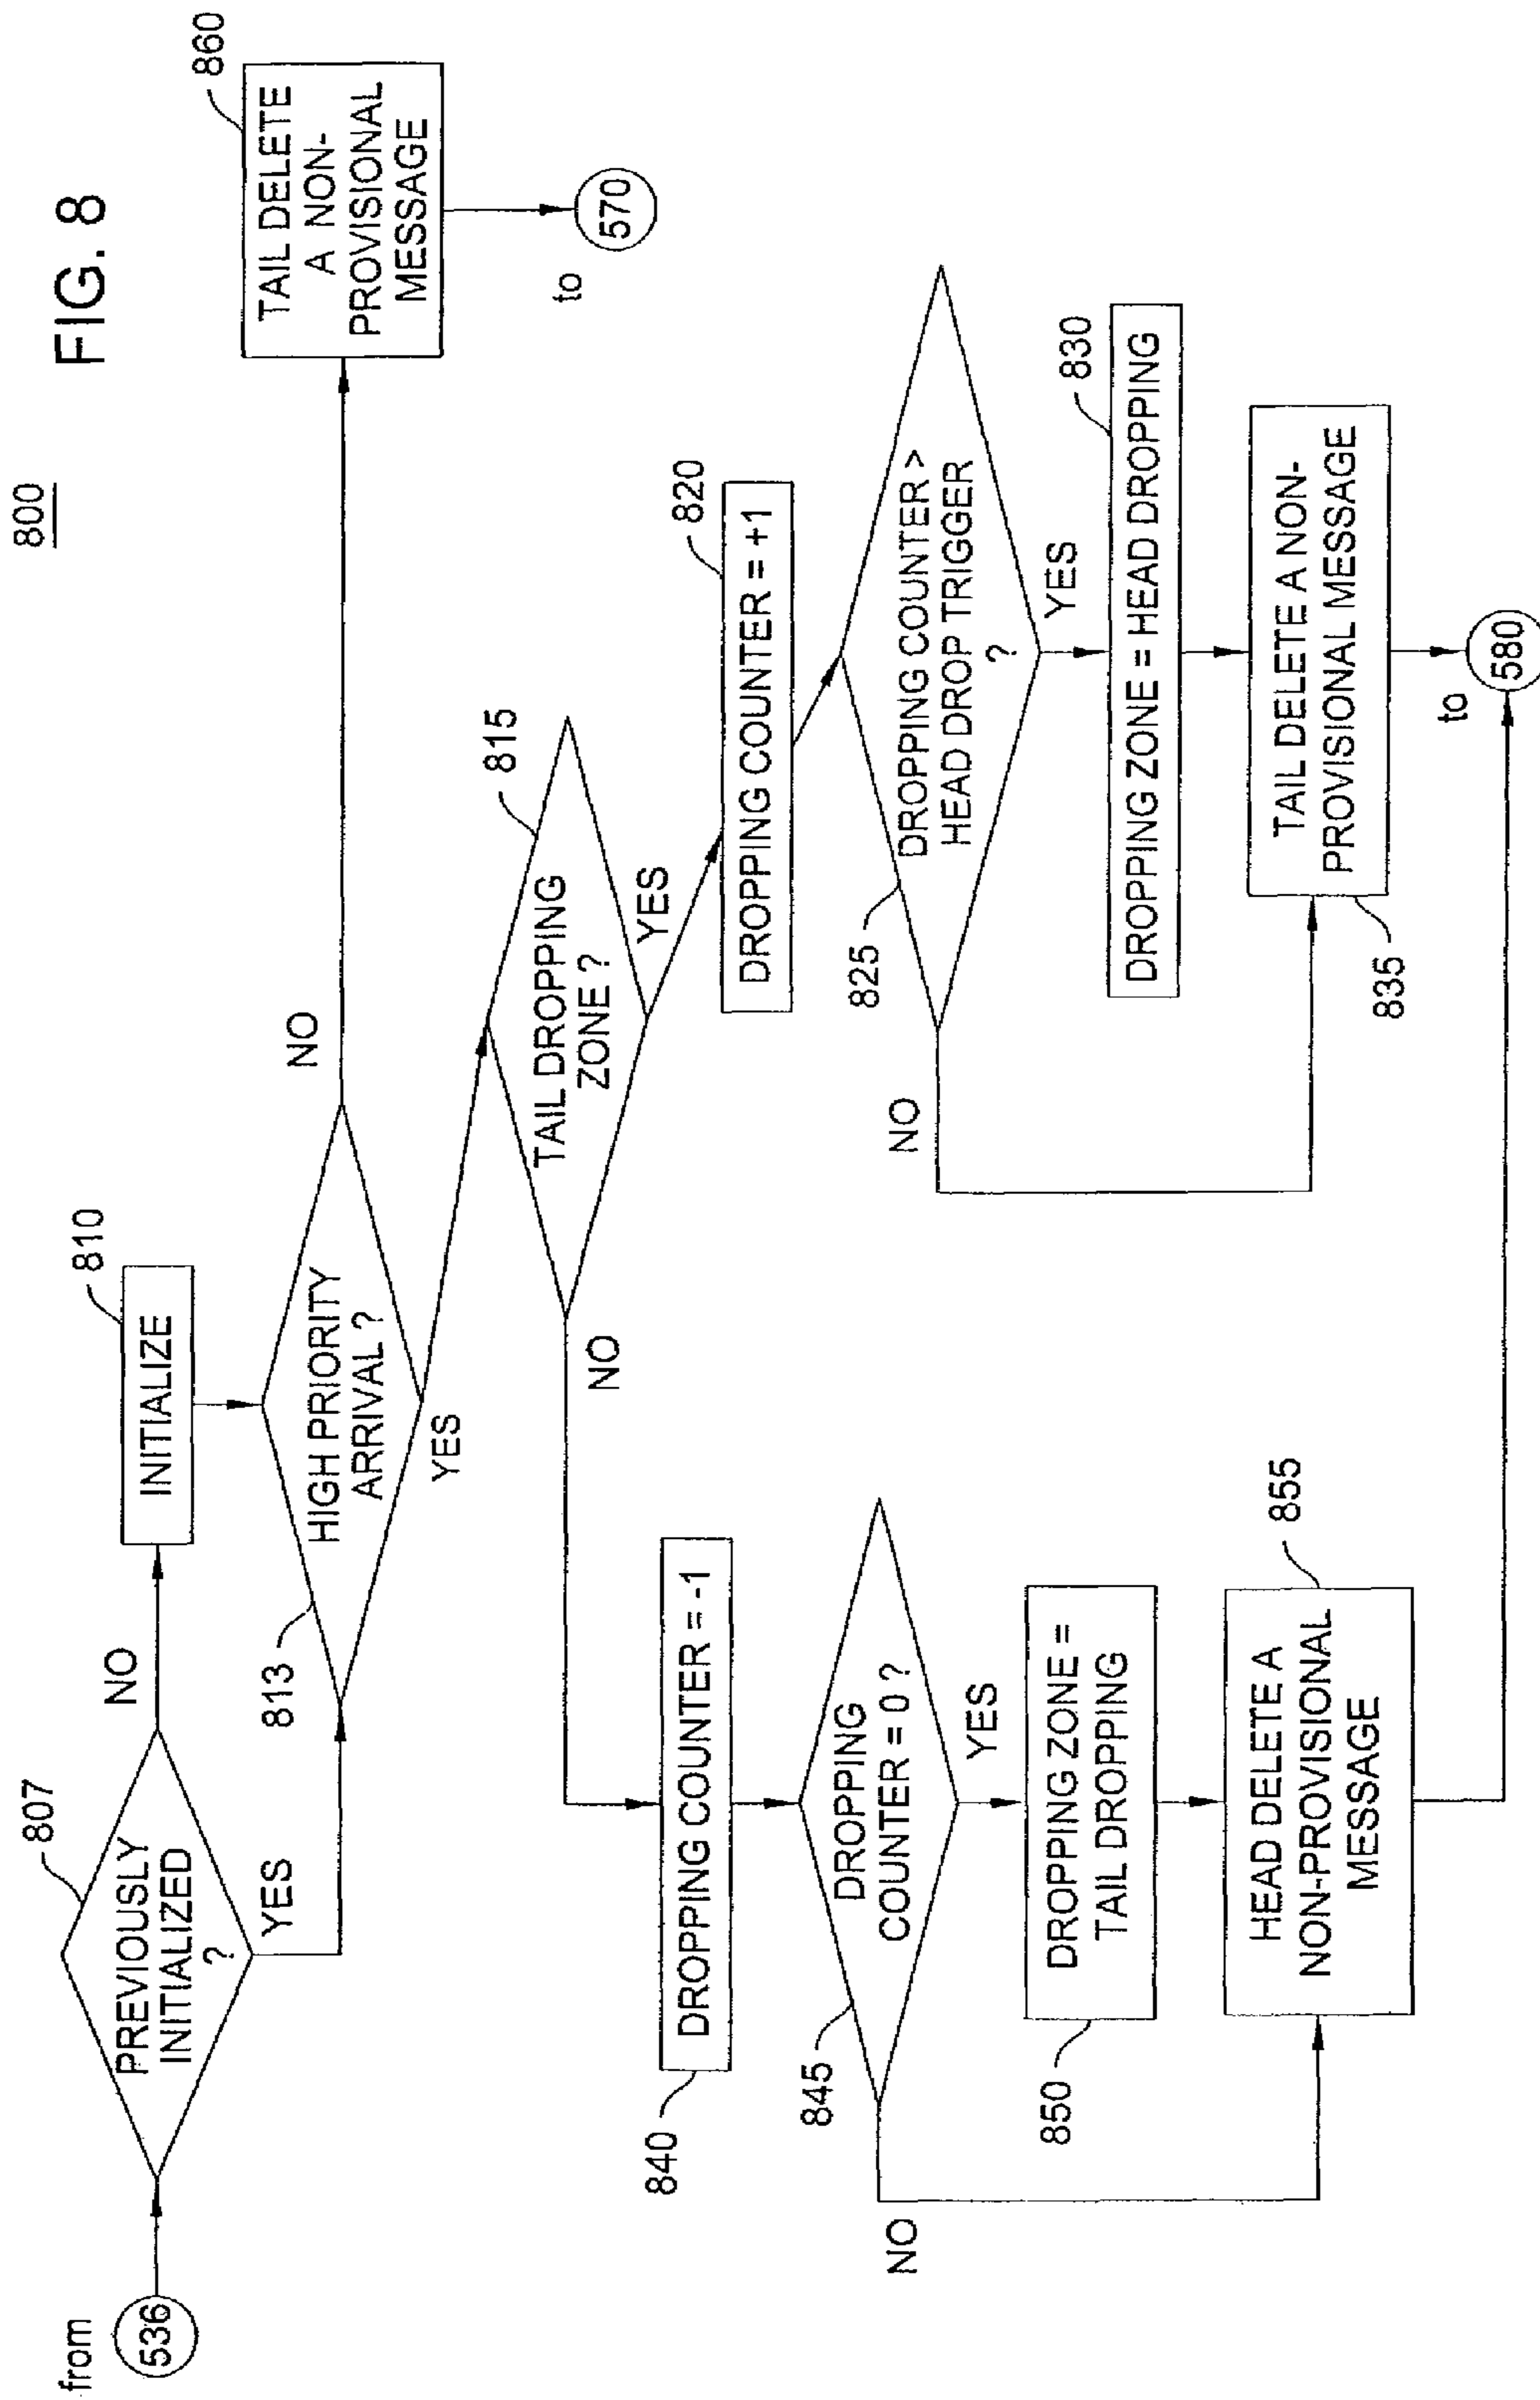 800
FIG. 8
from
536
PREVIOUSLY
INITIALIZED
?
807
NO
YES
INITIALIZE
810
HIGH PRIORITY
ARRIVAL ?
813
NO
YES
TAIL DELETE
A NON-
PROVISIONAL
MESSAGE
860
to
570
TAIL DROPPING
ZONE ?
815
NO
YES
DROPPING COUNTER = +1
820
DROPPING COUNTER >
HEAD DROP TRIGGER
?
825
NO
YES
DROPPING ZONE = HEAD DROPPING
830
TAIL DELETE A NON-
PROVISIONAL MESSAGE
835
to
580
DROPPING COUNTER = -1
840
DROPPING
COUNTER = 0 ?
845
NO
YES
DROPPING ZONE =
TAIL DROPPING
850
HEAD DELETE A
NON-PROVISIONAL
MESSAGE
855